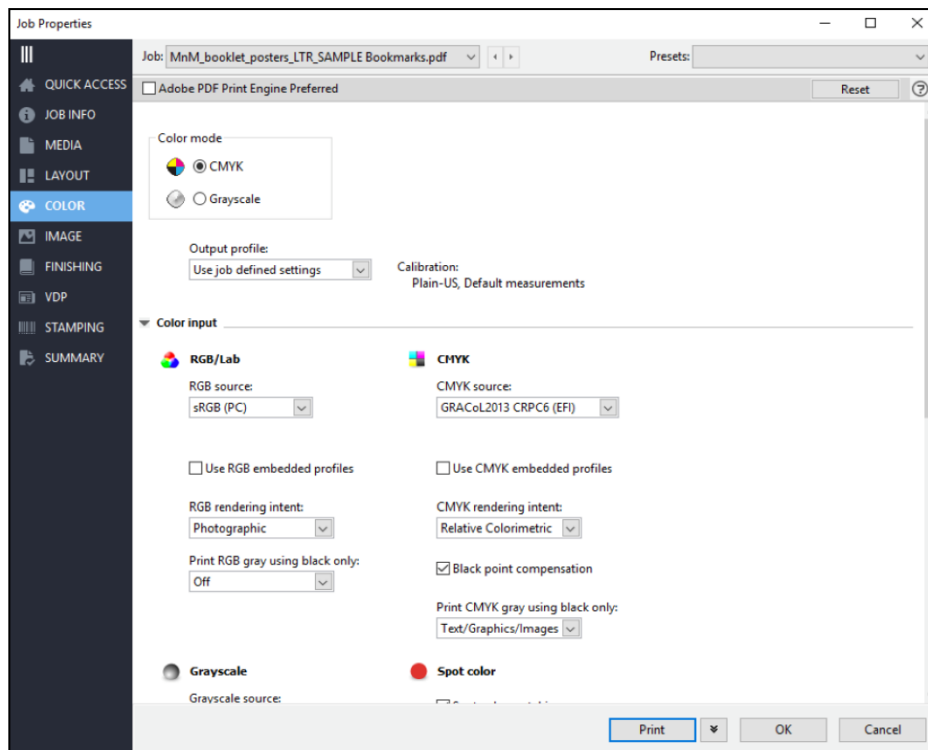 Job Properties
Job: MnM_booklet_posters_LTR_SAMPLE Bookmarks.pdf
Presets:
QUICK ACCESS
JOB INFO
MEDIA
LAYOUT
COLOR
IMAGE
FINISHING
VDP
STAMPING
SUMMARY
Adobe PDF Print Engine Preferred
Reset
?
Color mode
CMYK
Grayscale
Output profile:
Use job defined settings
Calibration:
Plain-US, Default measurements
Color input
RGB/Lab
RGB source:
sRGB (PC)
Use RGB embedded profiles
RGB rendering intent:
Photographic
Print RGB gray using black only:
Off
CMYK
CMYK source:
GRACoL2013 CRPC6 (EFI)
Use CMYK embedded profiles
CMYK rendering intent:
Relative Colorimetric
Black point compensation
Print CMYK gray using black only:
Text/Graphics/Images
Grayscale
Grayscale source:
Spot color
Print
OK
Cancel